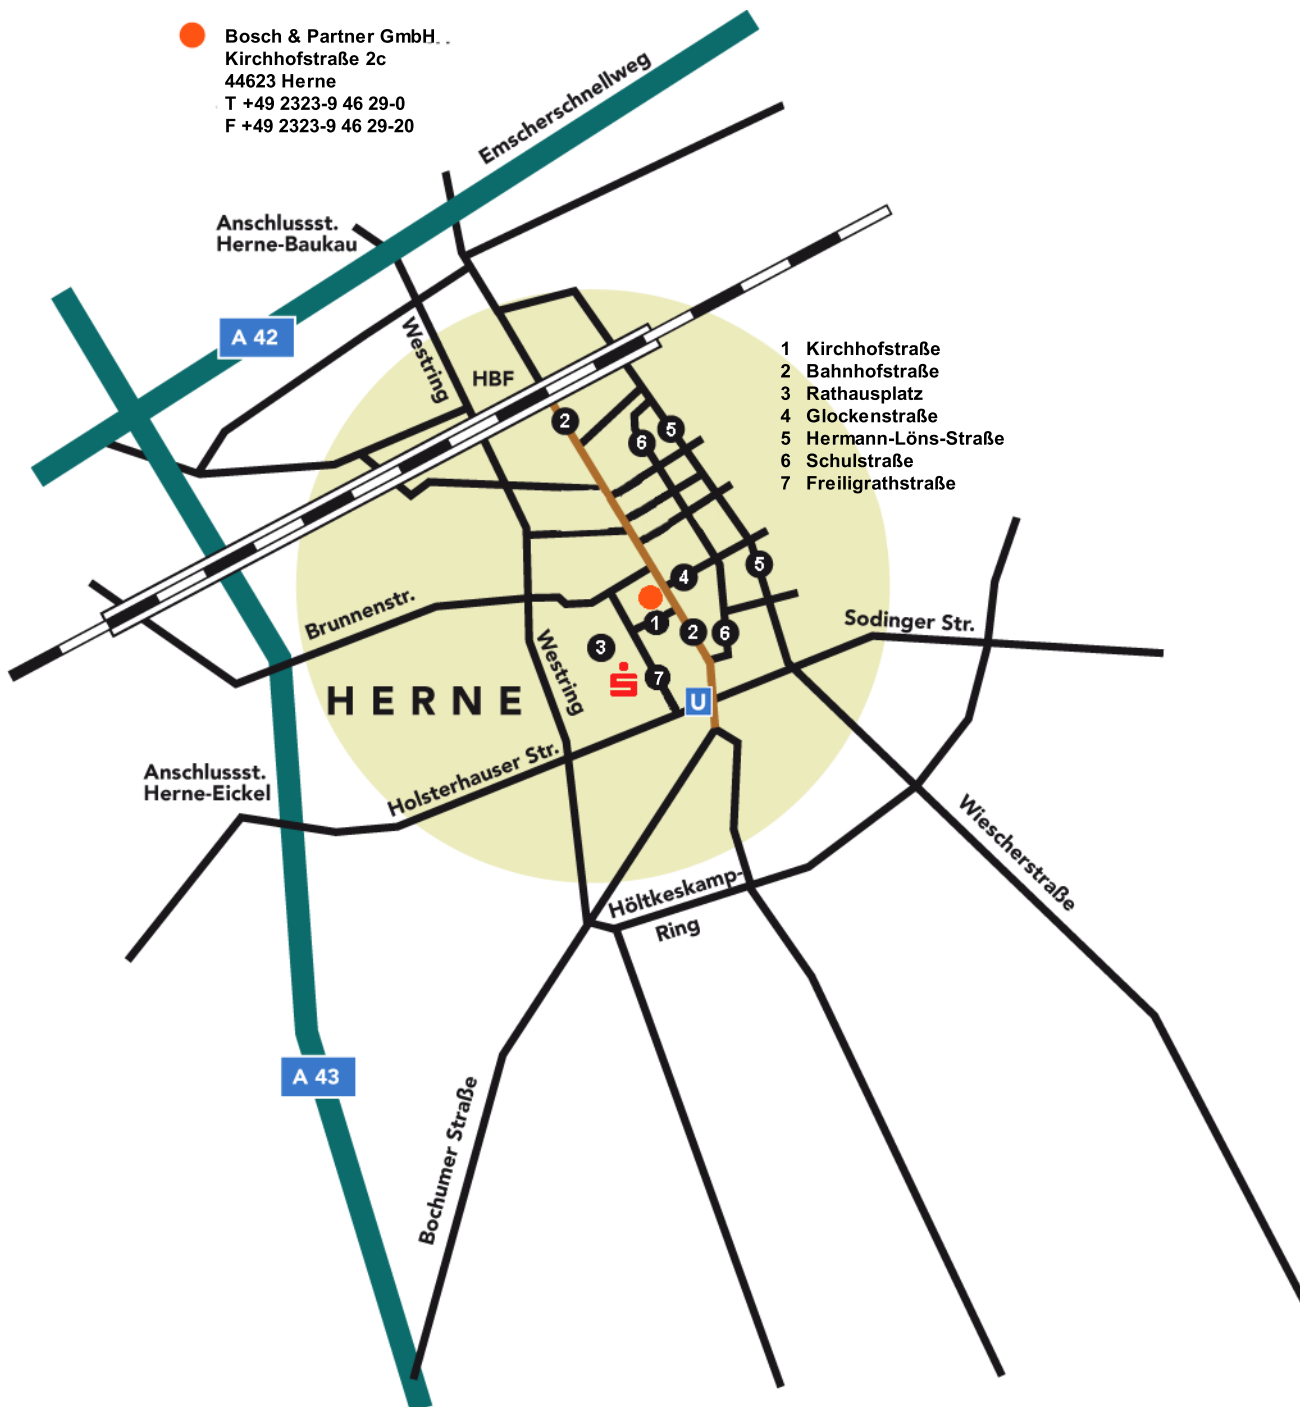 Bosch & Partner GmbH
Kirchhofstraße 2c
44623 Herne
T +49 2323-9 46 29-0
F +49 2323-9 46 29-20
Emscherschnellweg
Anschlussst.
Herne-Baukau
A 42
Westring
HBF
1 Kirchhofstraße
2 Bahnhofstraße
3 Rathausplatz
4 Glockenstraße
5 Hermann-Löns-Straße
6 Schulstraße
7 Freiligrathstraße
2
5
6
5
4
Brunnenstr.
1
2
6
Sodinger Str.
3
Westring
7
HERNE
U
Holsterhauser Str.
Anschlussst.
Herne-Eickel
Wiescherstraße
Höltkeskamp-
Ring
A 43
Bochumer Straße